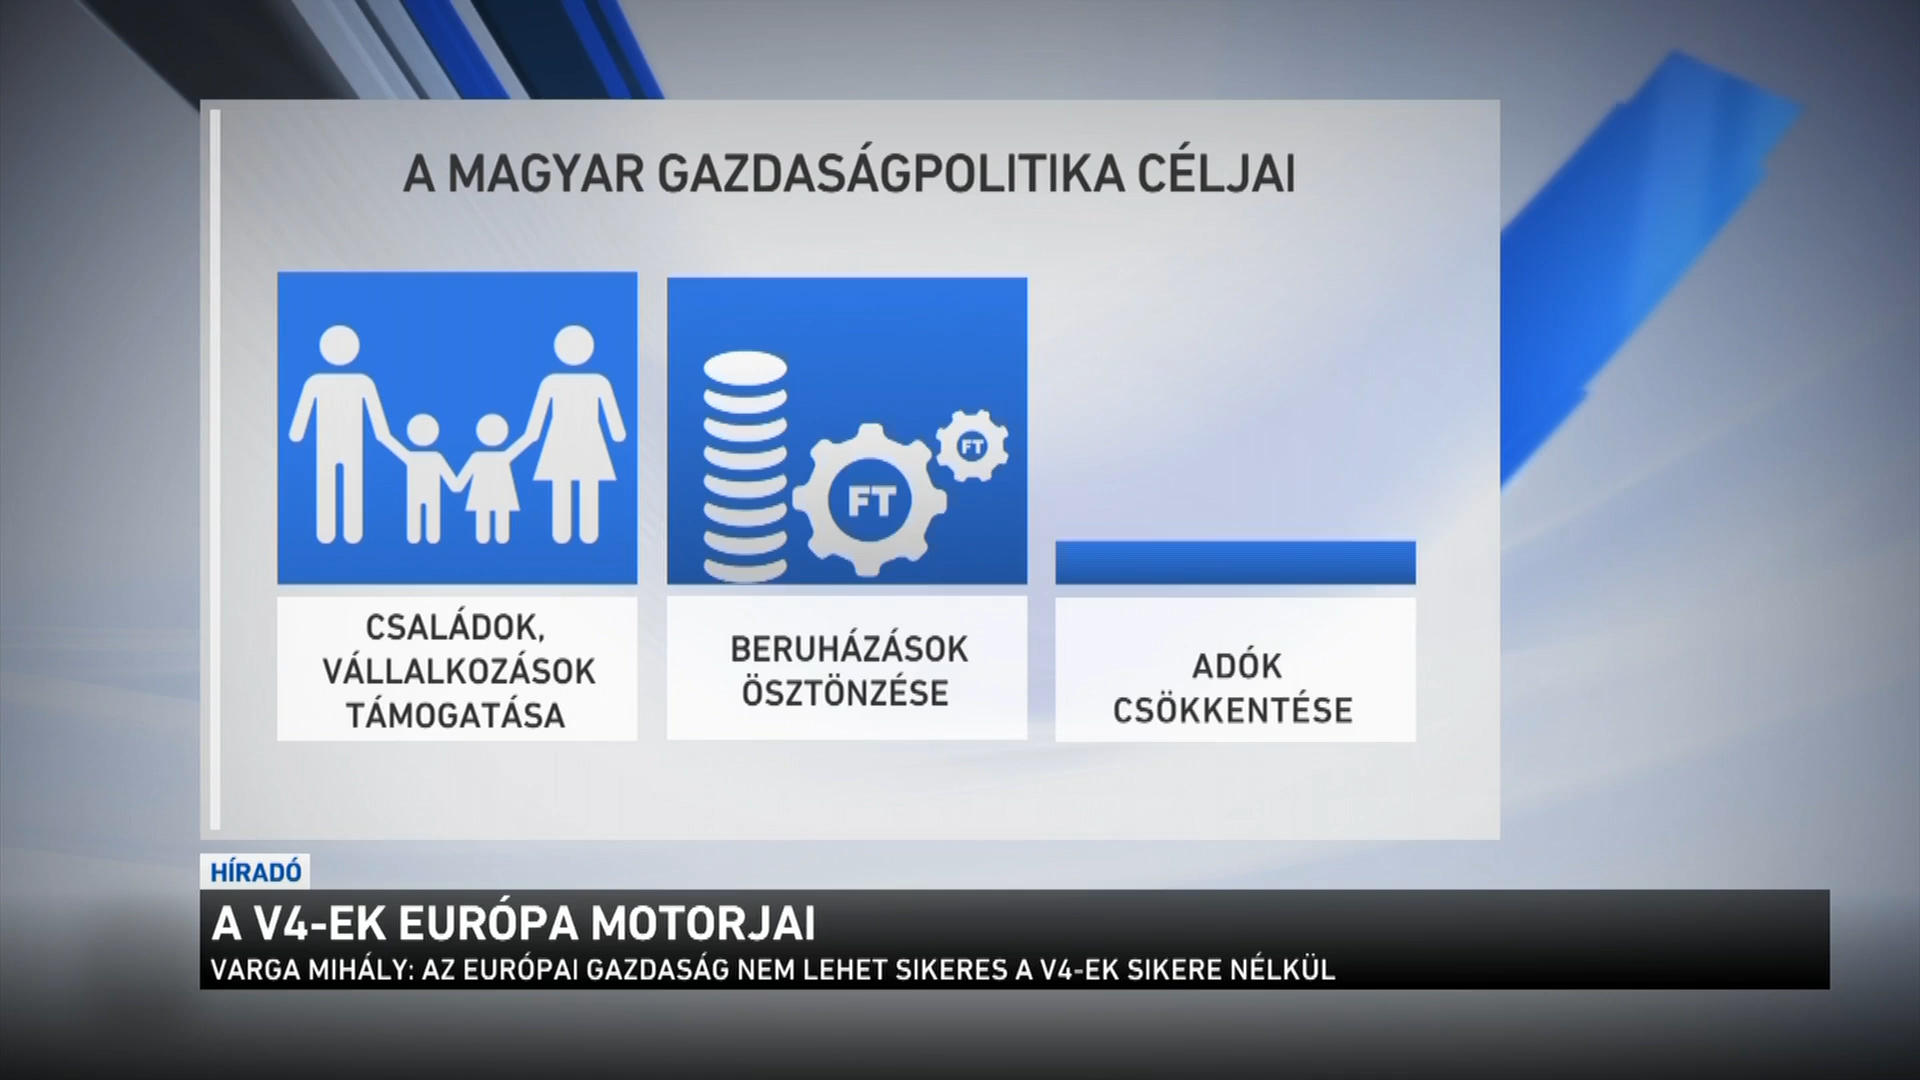 A MAGYAR GAZDASÁGPOLITIKA CÉLJAI
FT
FT
CSALÁDOK,
VÁLLALKOZÁSOK
TÁMOGATÁSA
BERUHÁZÁSOK
ÖSZTÖNZÉSE
ADÓK
CSÖKKENTÉSE
HÍRADÓ
A V4-EK EURÓPA MOTORJAI
VARGA MIHÁLY: AZ EURÓPAI GAZDASÁG NEM LEHET SIKERES A V4-EK SIKERE NÉLKÜL